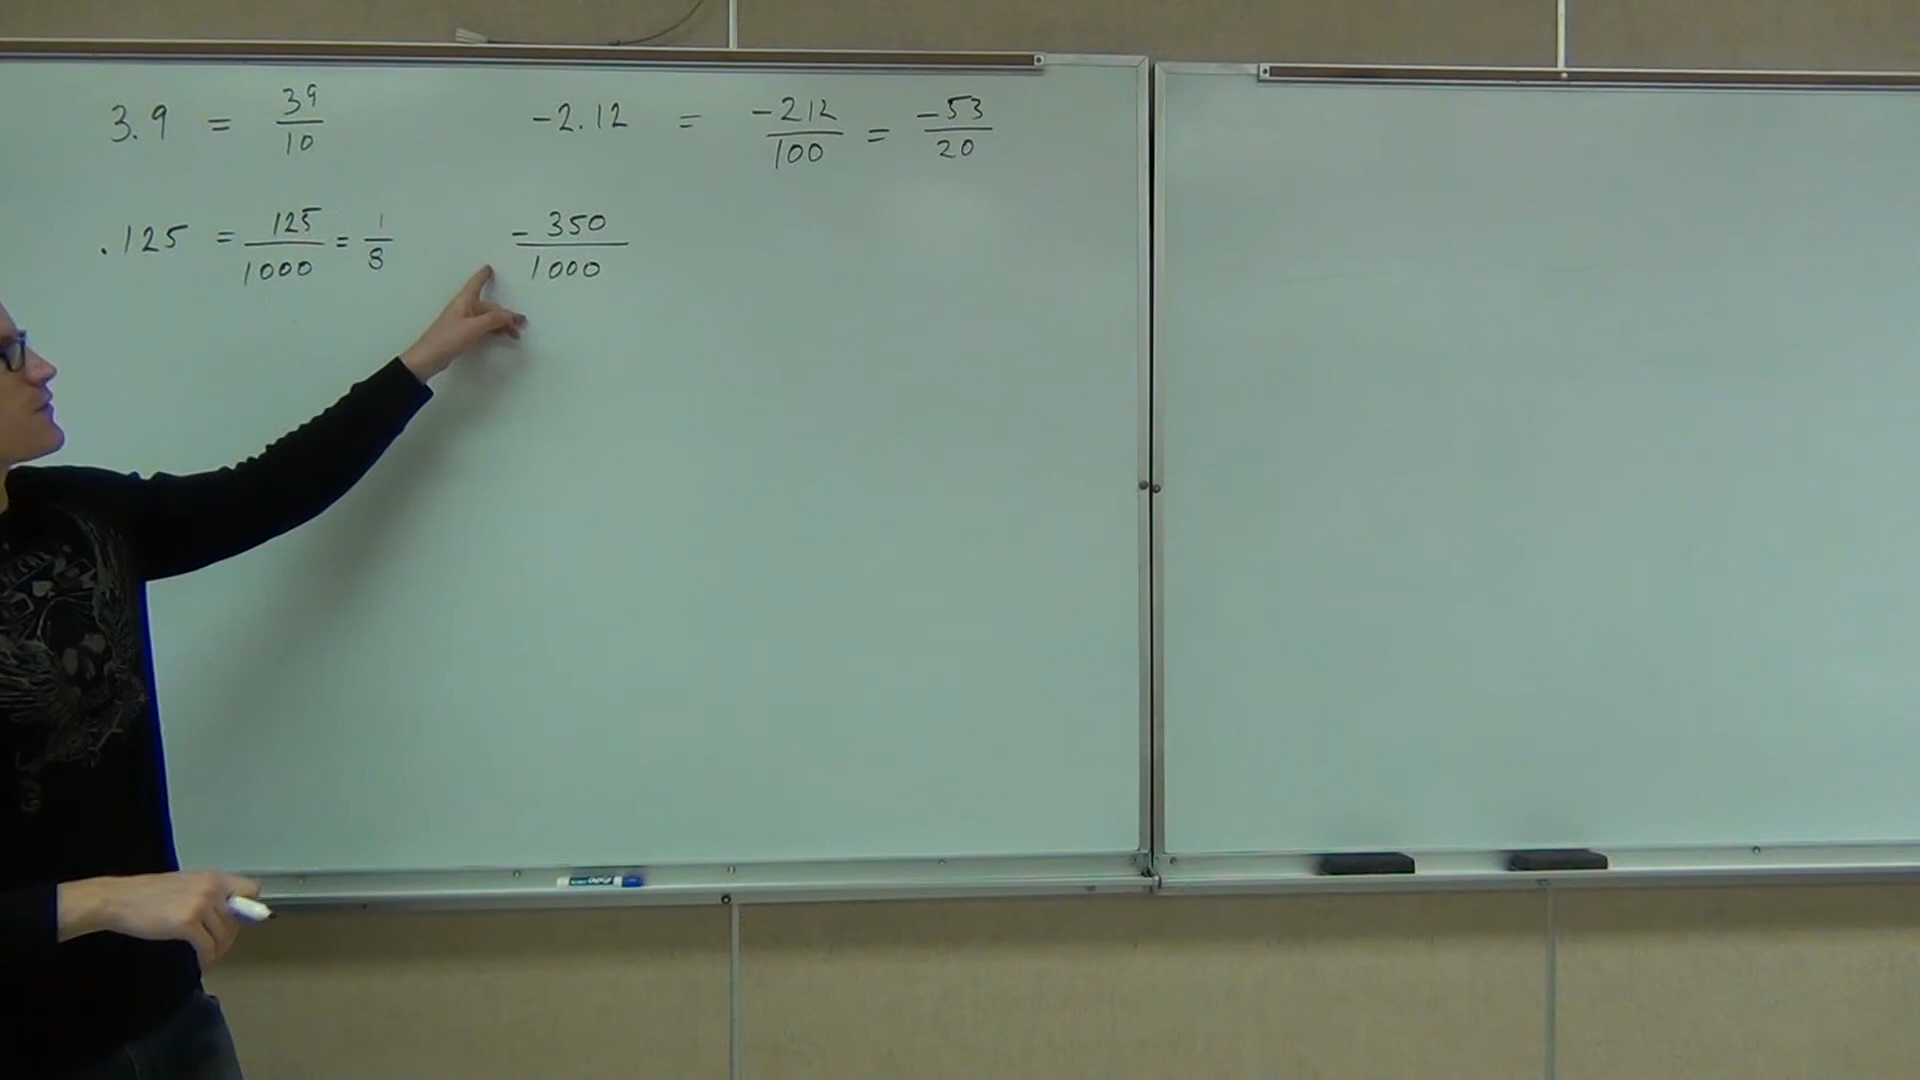 3.9 = 39/10
-2.12 = -212/100 = -53/20
.125 = 125/1000 = 1/8
-350/1000